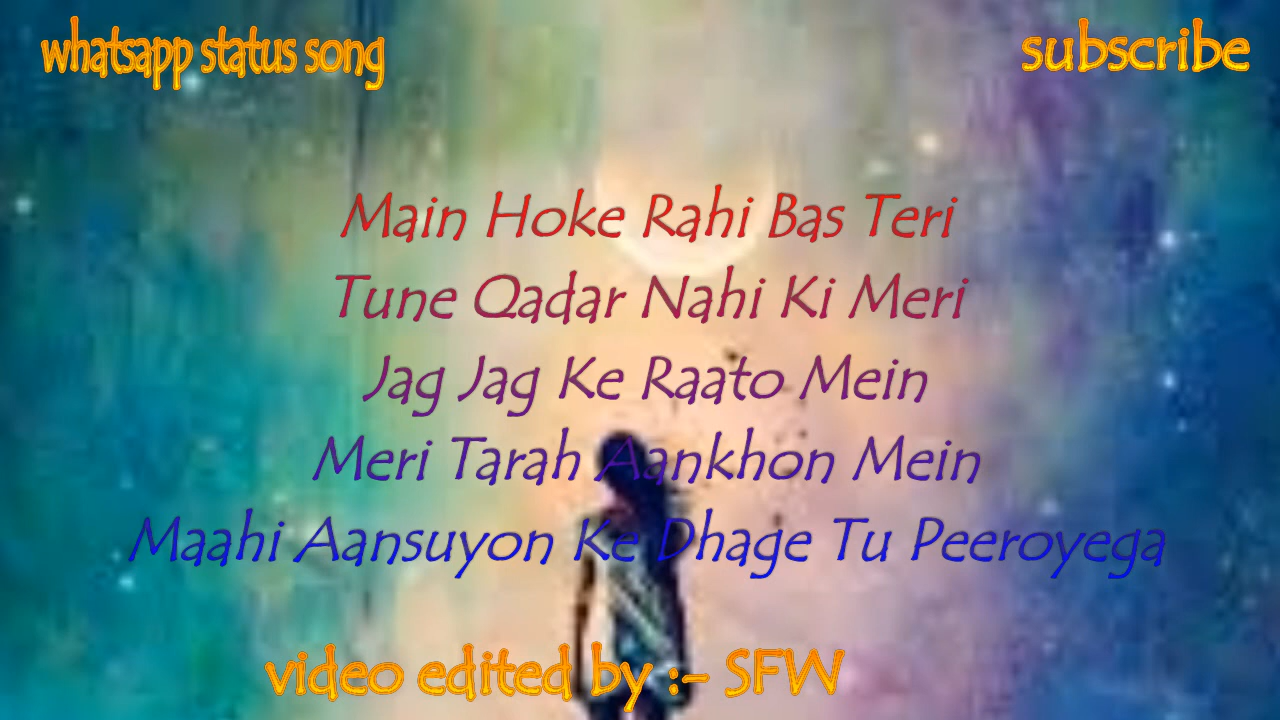 whatsapp status song
subscribe
Main Hoke Rahi Bas Teri
Tune Qadar Nahi Ki Meri
Jag Jag Ke Raato Mein
Meri Tarah Aankhon Mein
Maahi Aansuyon Ke Dhage Tu Peeroyega
video edited by :- SFW